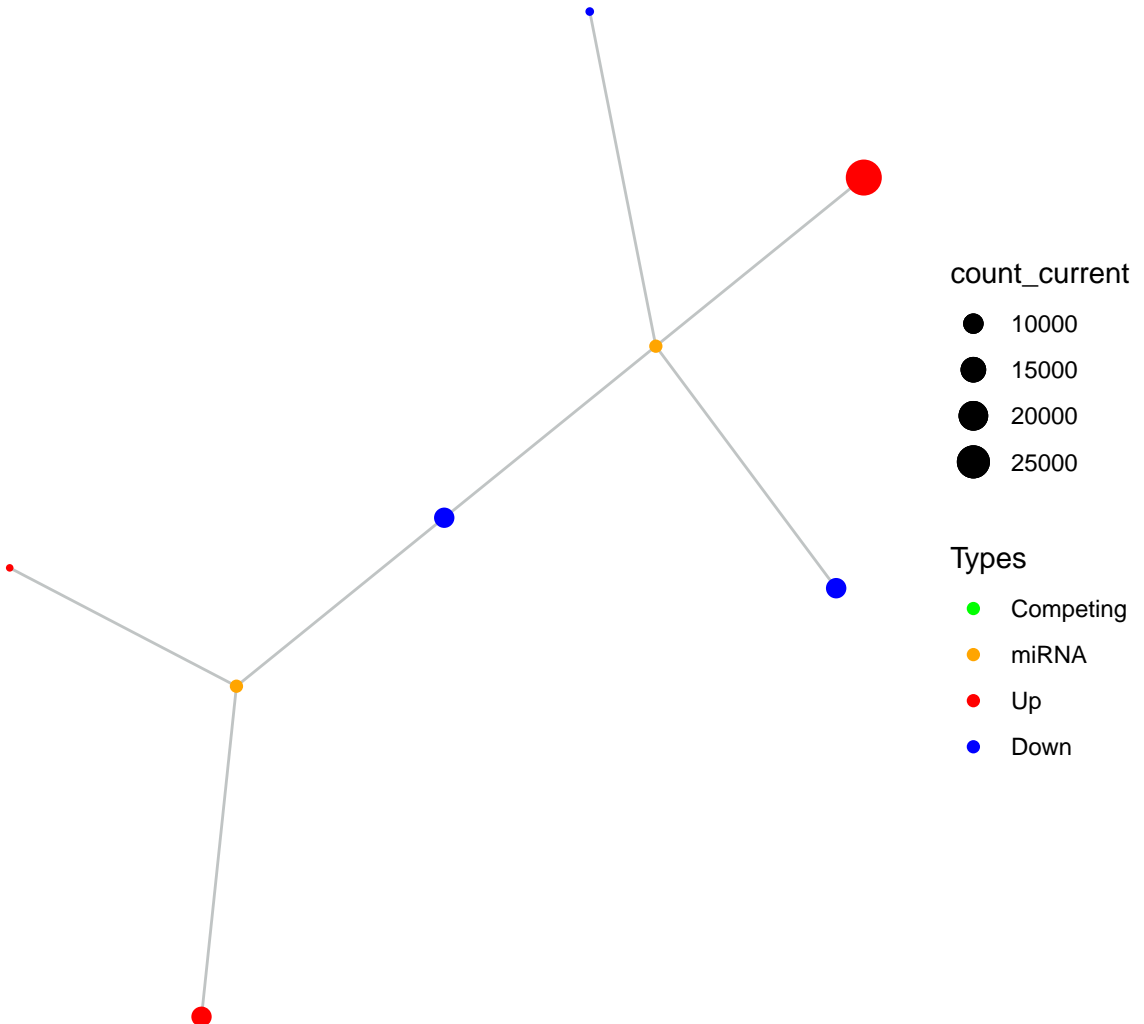 count_current
10000
15000
20000
25000
Types
Competing
miRNA
Up
Down